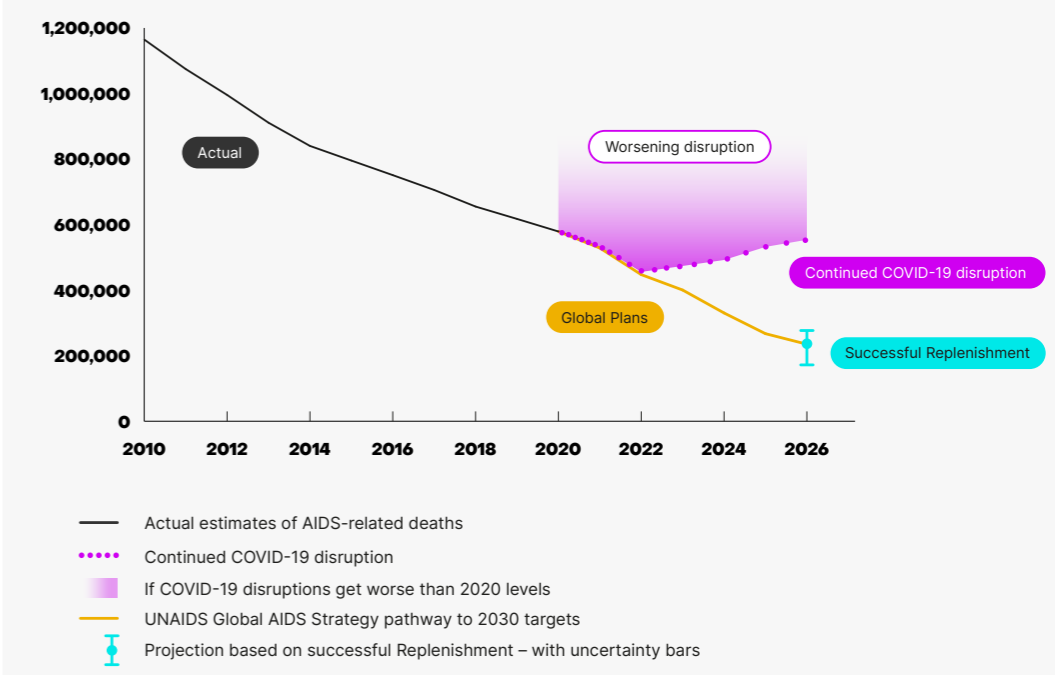 1,200,000
1,000,000
800,000
600,000
400,000
200,000
0
Actual
Worsening disruption
Continued COVID-19 disruption
Global Plans
Successful Replenishment
2010 2012 2014 2016 2018 2020 2022 2024 2026
Actual estimates of AIDS-related deaths
Continued COVID-19 disruption
If COVID-19 disruptions get worse than 2020 levels
UNAIDS Global AIDS Strategy pathway to 2030 targets
Projection based on successful Replenishment – with uncertainty bars